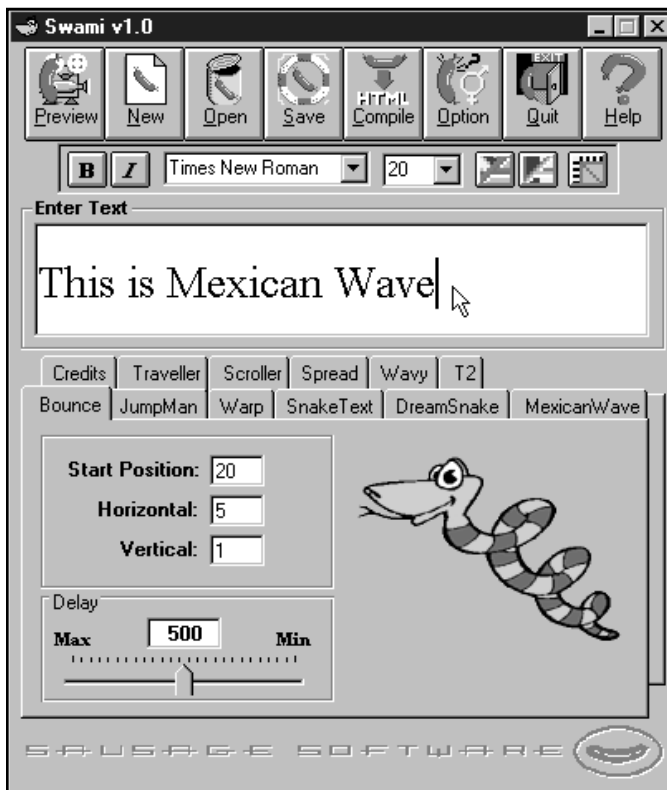 Swami v1.0
EXIT
HTML
Preview New Open Save Compile Option Quit Help
B I Times New Roman 20
Enter Text
This is Mexican Wave
Credits Traveller Scroller Spread Wavy T2
Bounce JumpMan Warp SnakeText DreamSnake MexicanWave
Start Position: 20
Horizontal: 5
Vertical: 1
Delay
Max 500 Min
SAUSAGE SOFTWARE